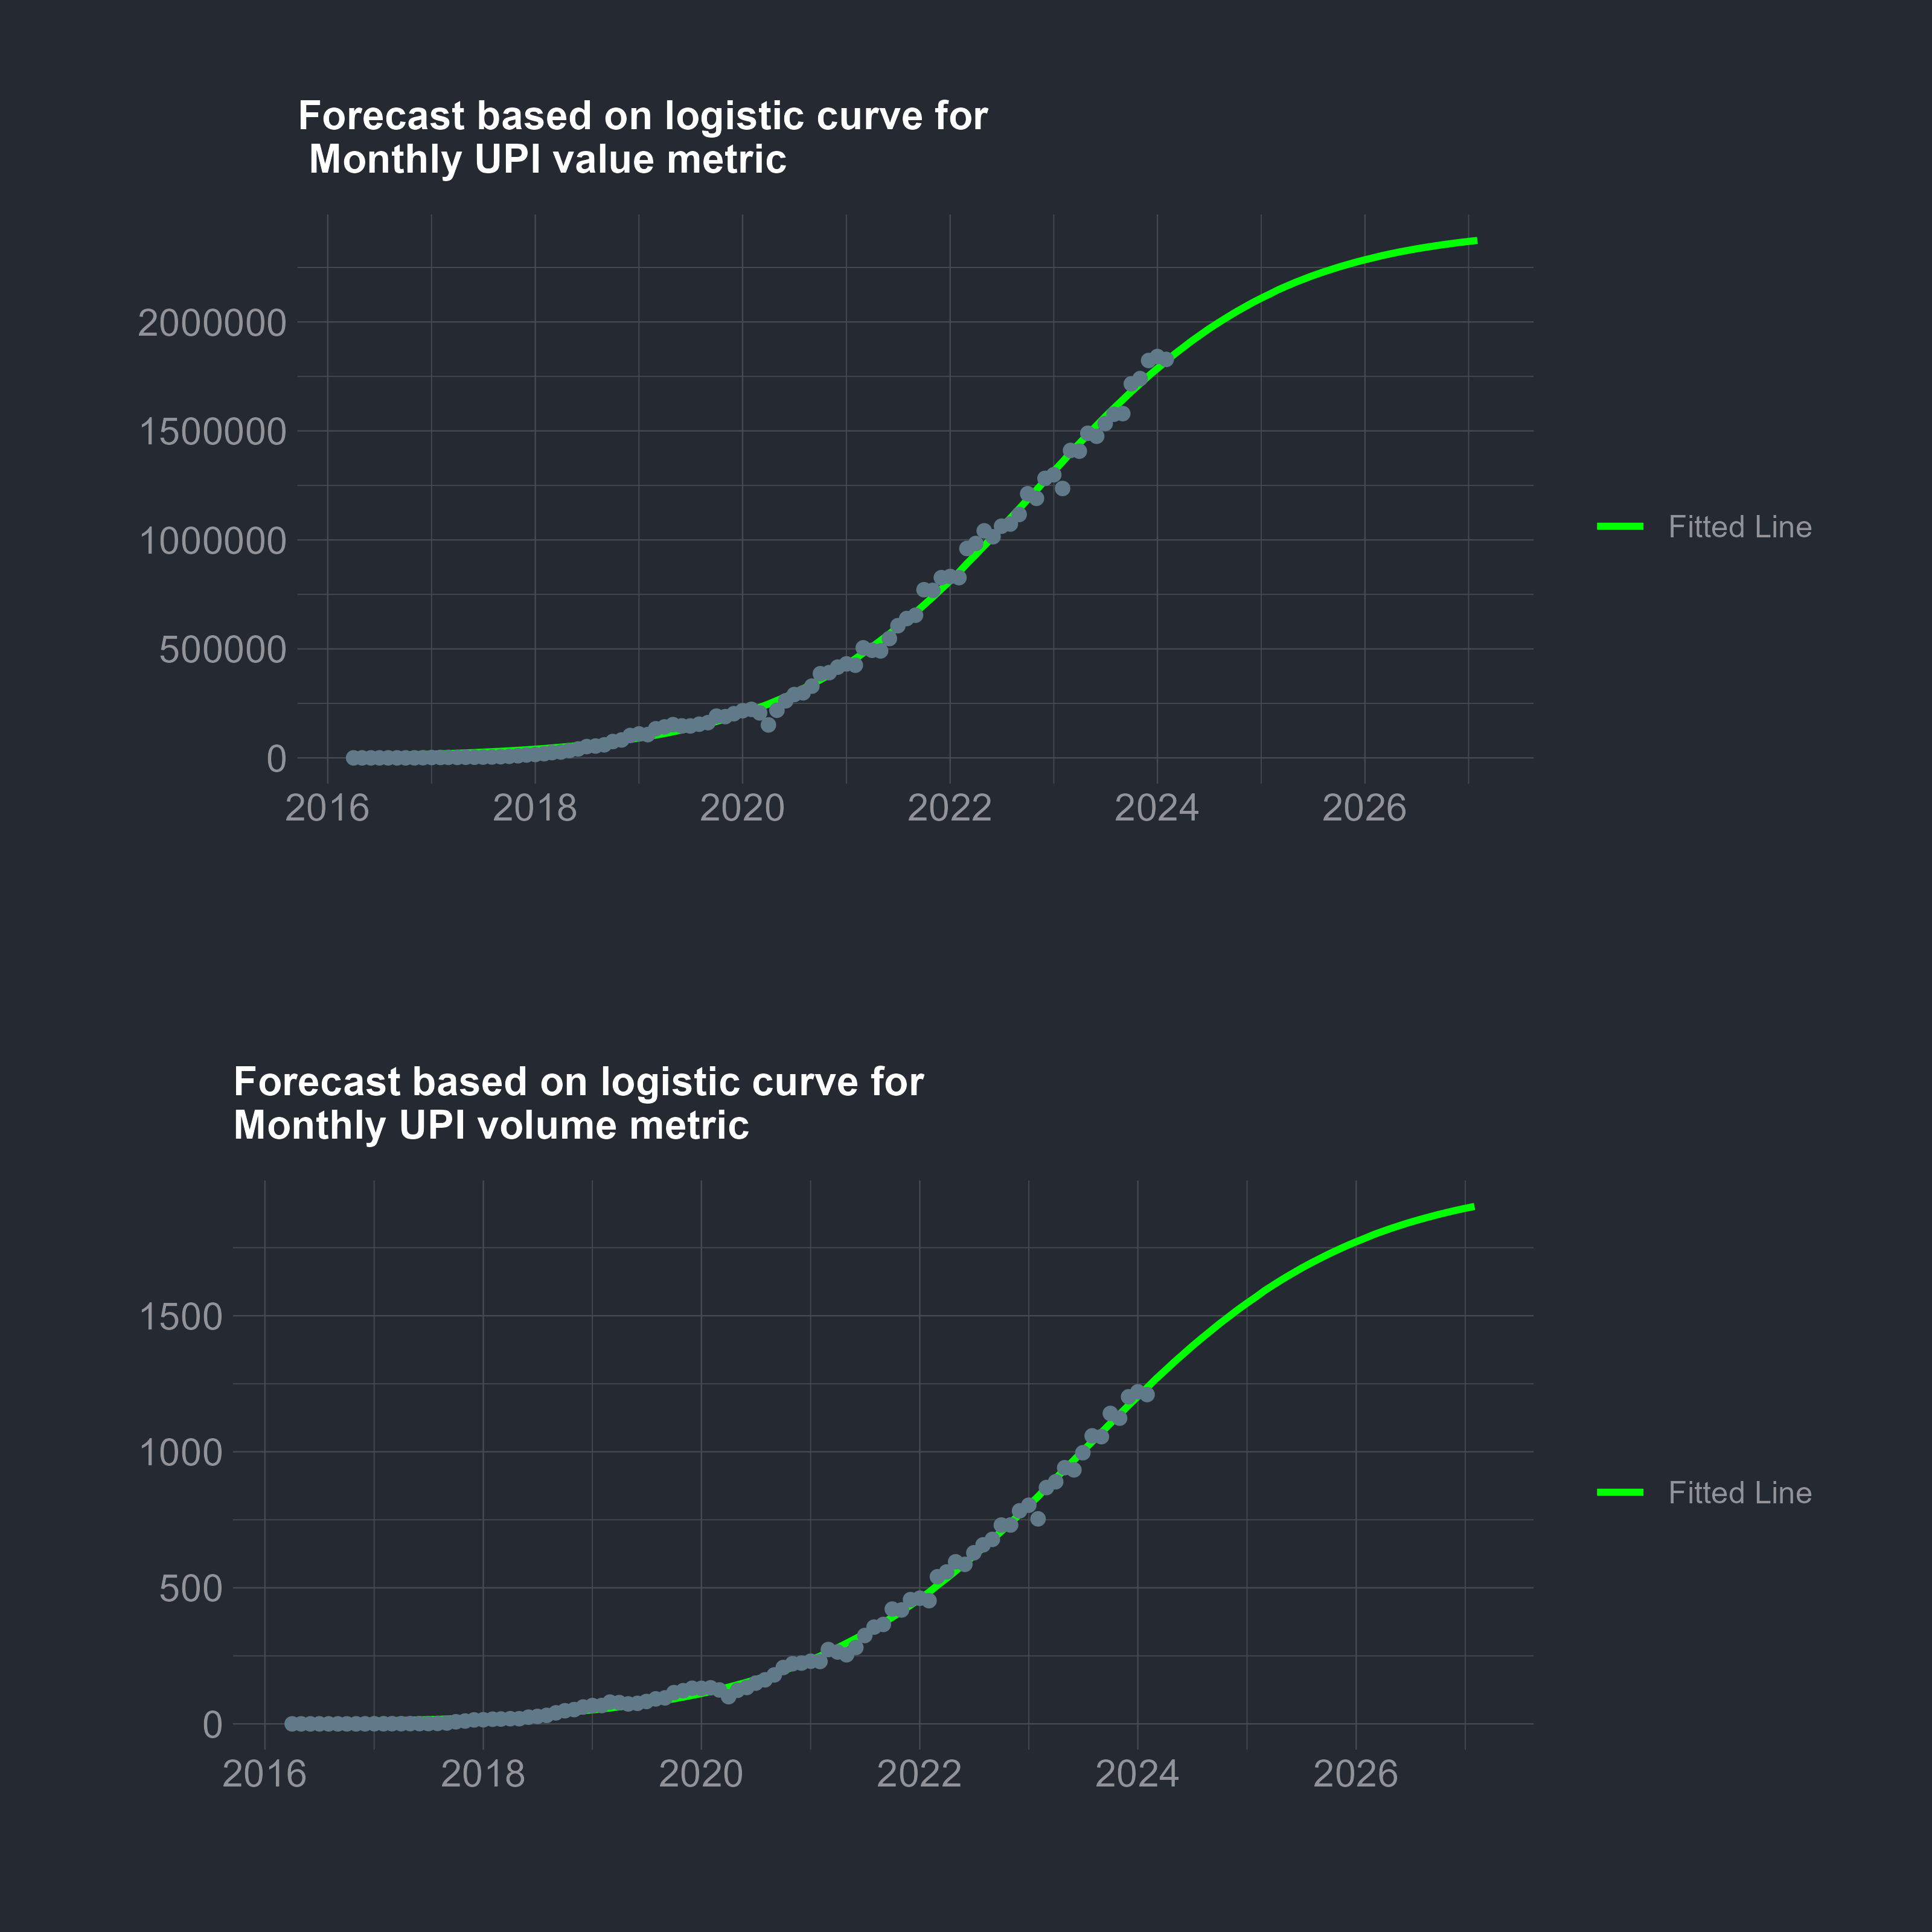 Forecast based on logistic curve for
Monthly UPI value metric
2000000
1500000
1000000
500000
0
2016 2018 2020 2022 2024 2026
Fitted Line
Forecast based on logistic curve for
Monthly UPI volume metric
1500
1000
500
0
2016 2018 2020 2022 2024 2026
Fitted Line